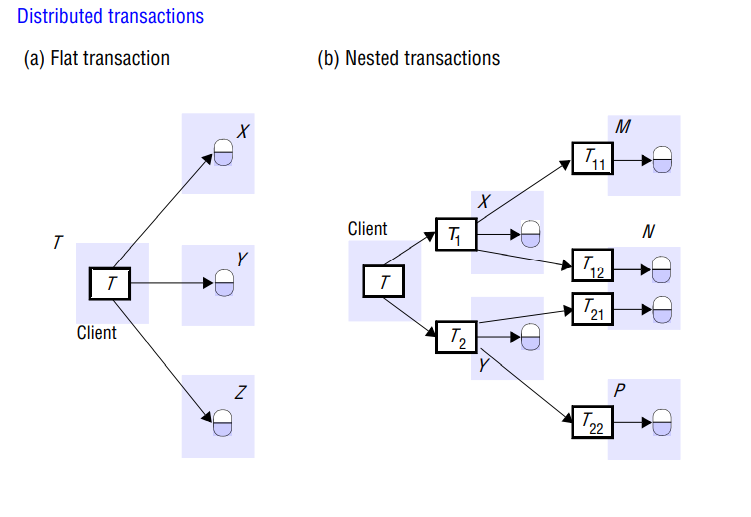 Distributed transactions
(a) Flat transaction
(b) Nested transactions
X
T
Y
T
Client
Z
M
T11
X
Client
T1
N
T12
T
T21
T2
Y
P
T22